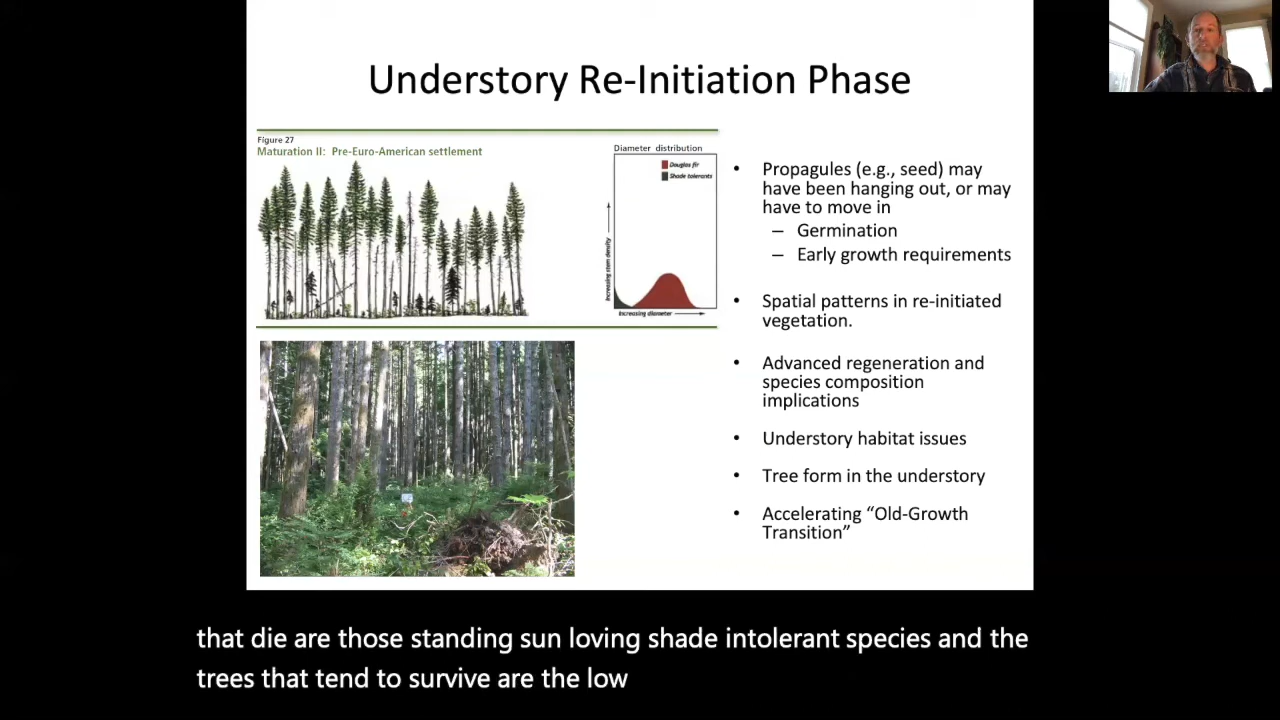 Understory Re-Initiation Phase
Figure 27
Maturation II: Pre-Euro-American settlement
Diameter distribution
Douglas fir
Shade tolerants
Increasing stem density
Increasing diameter
• Propagules (e.g., seed) may
have been hanging out, or may
have to move in
– Germination
– Early growth requirements
• Spatial patterns in re-initiated
vegetation.
• Advanced regeneration and
species composition
implications
• Understory habitat issues
• Tree form in the understory
• Accelerating “Old-Growth
Transition”
that die are those standing sun loving shade intolerant species and the
trees that tend to survive are the low